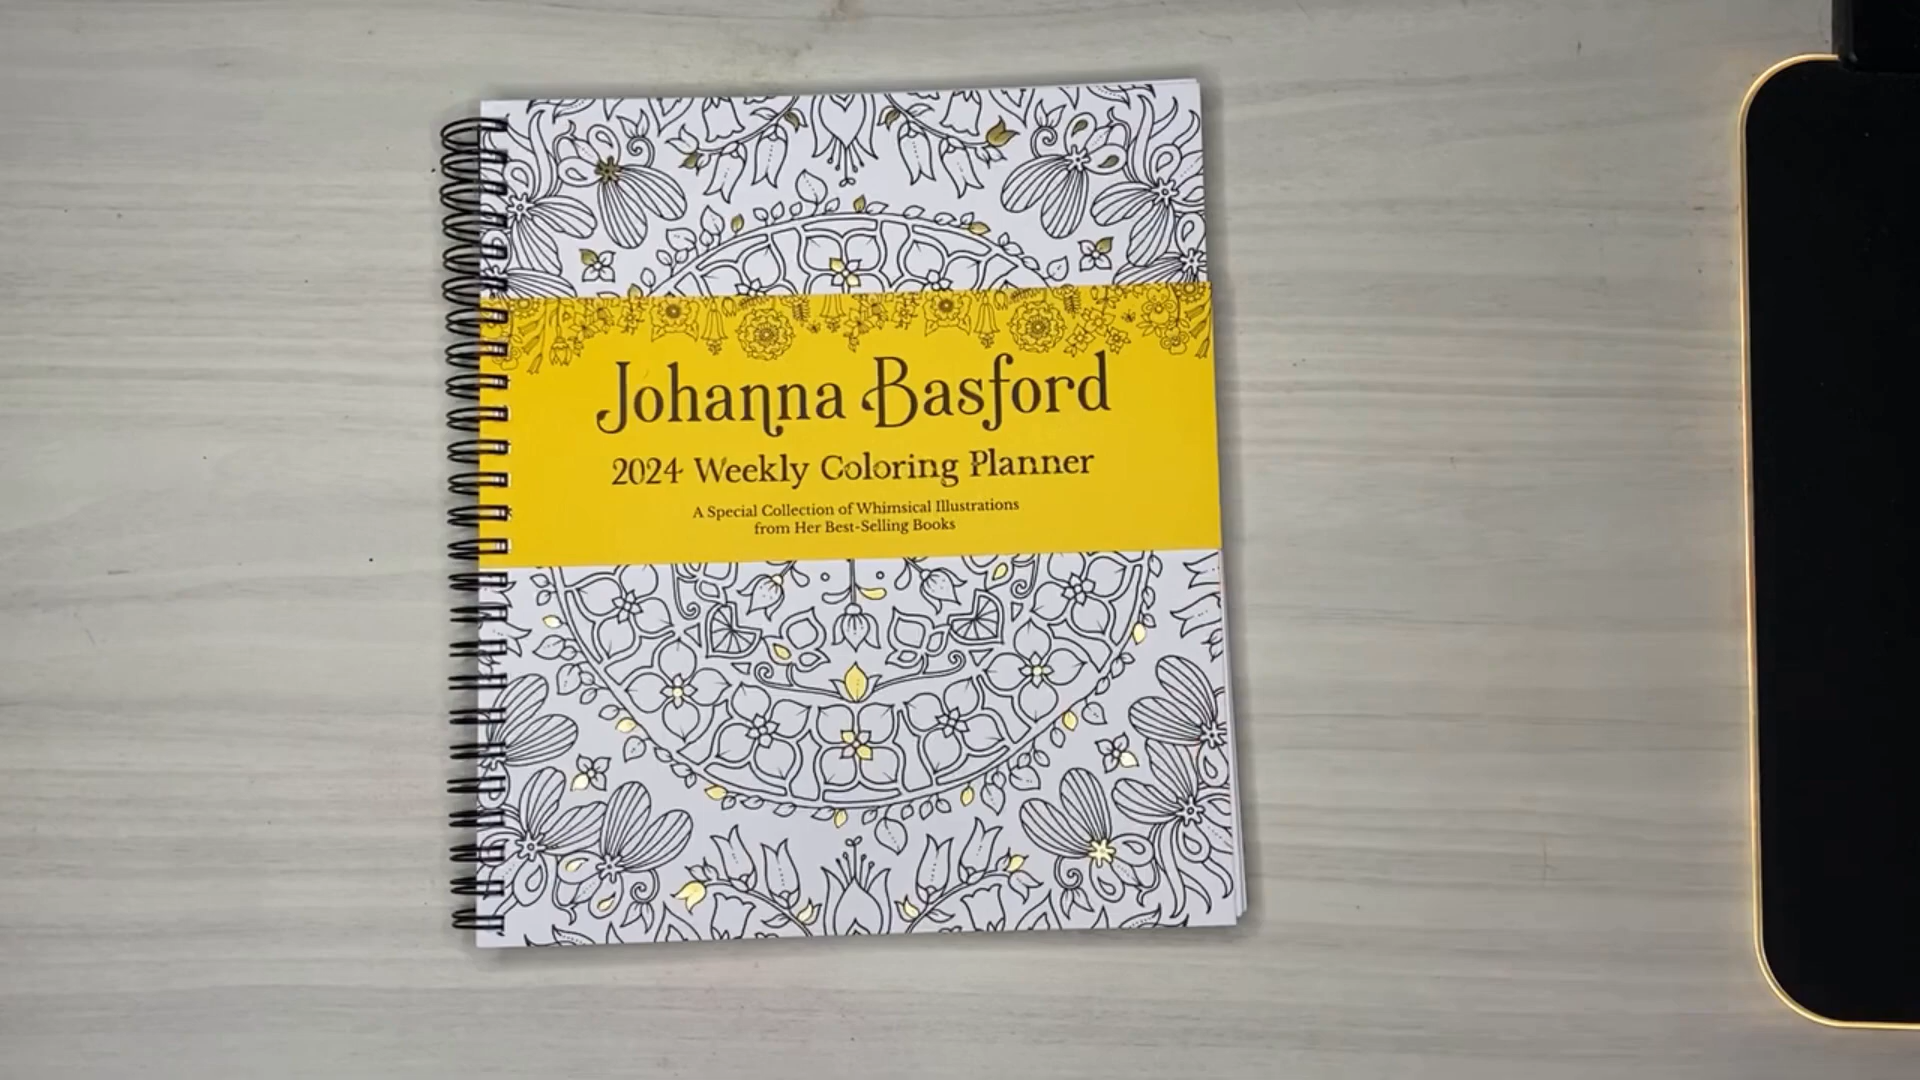 Johanna Basford
2024 Weekly Coloring Planner
A Special Collection of Whimsical Illustrations
from Her Best-Selling Books